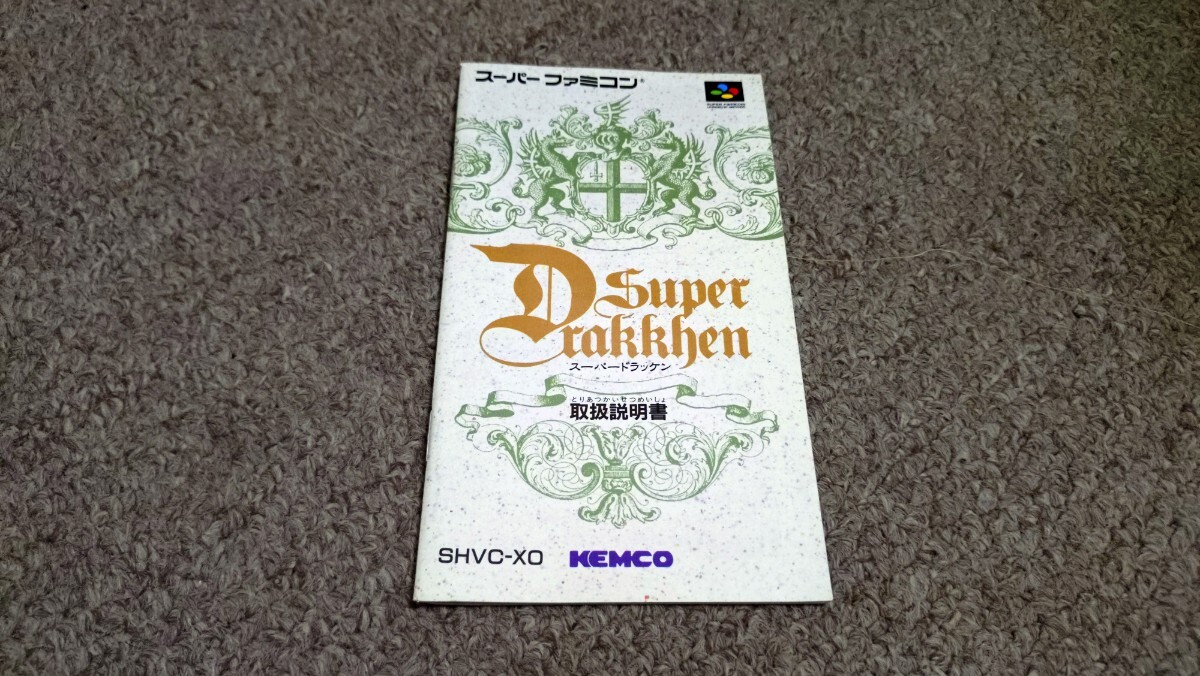 スーパーファミコン®
Super
Drakkhen
スーパードラッケン
とりあつかいせつめいしょ
取扱説明書
SHVC-XO KEMCO